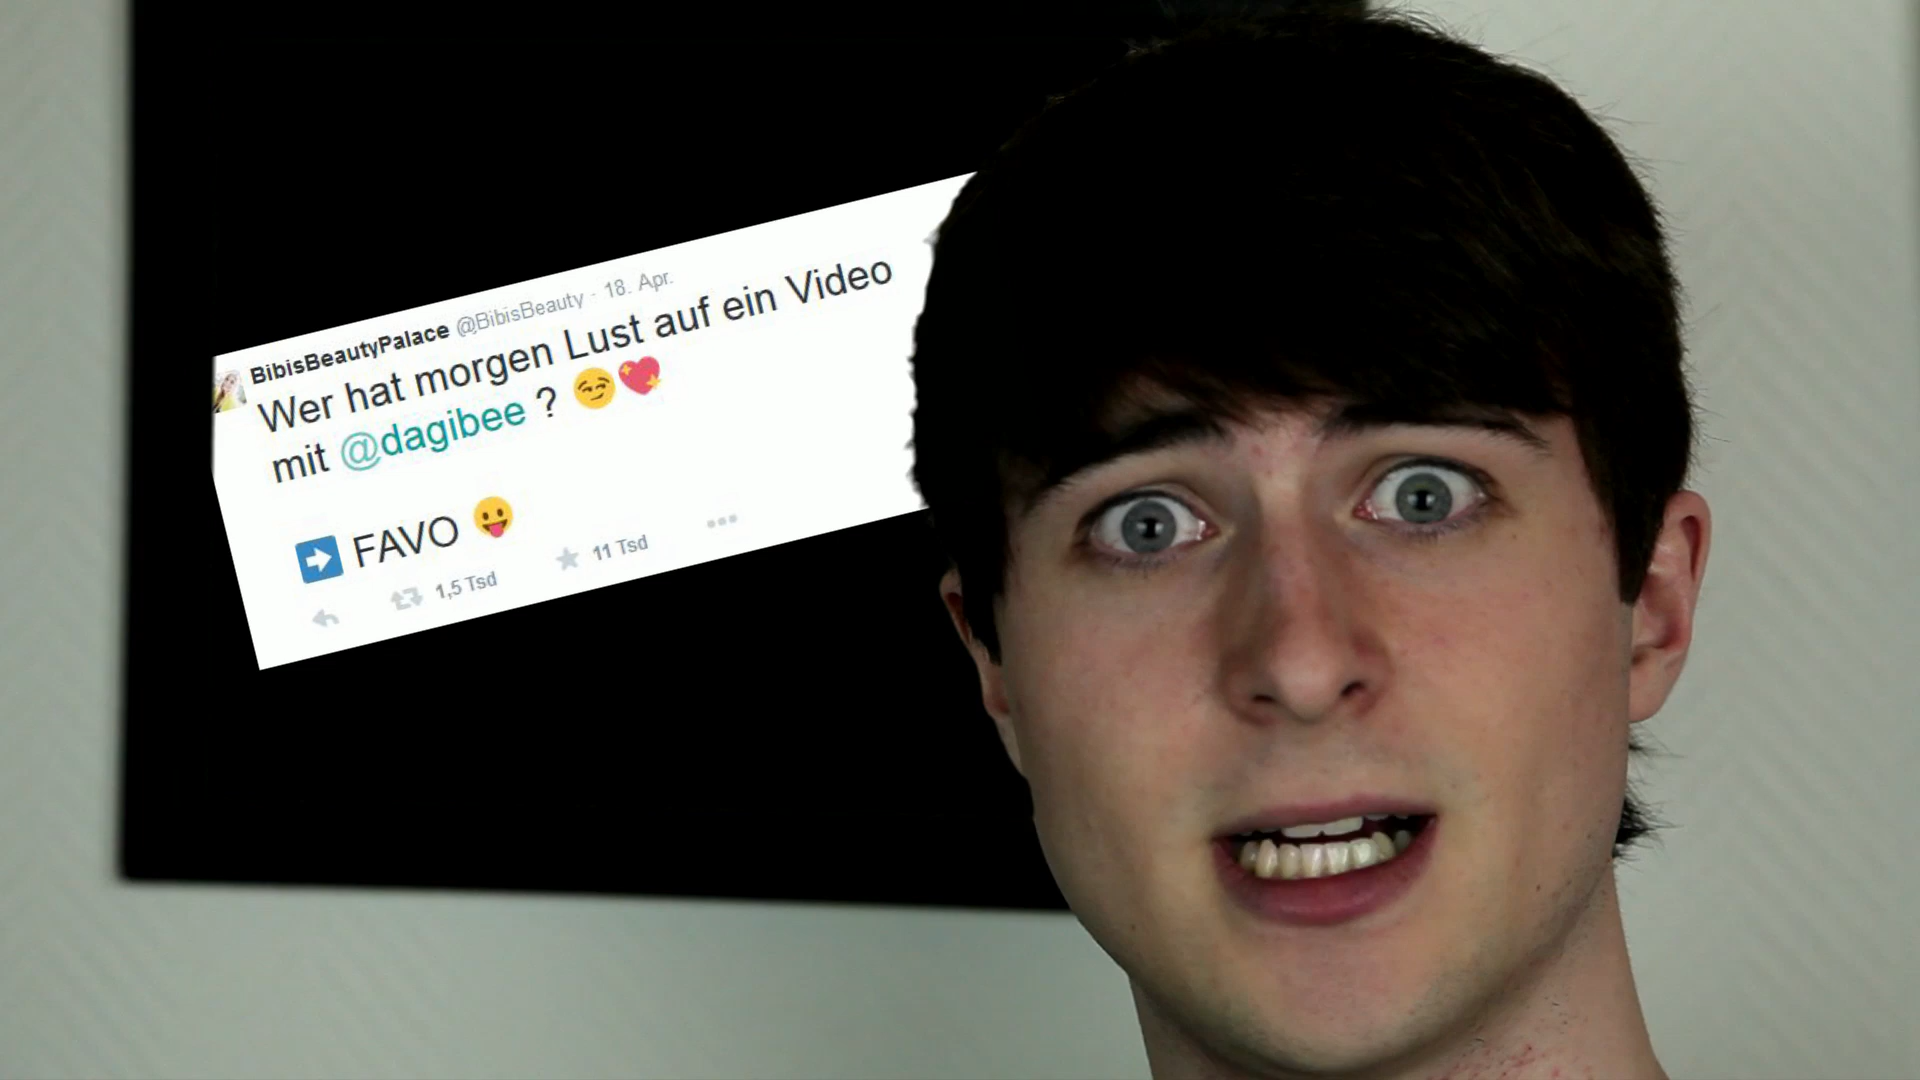 BibisBeautyPalace @BibisBeauty · 18. Apr.
Wer hat morgen Lust auf ein Video
mit @dagibee ? 😏💖
➡️ FAVO 😛
1,5 Tsd 11 Tsd